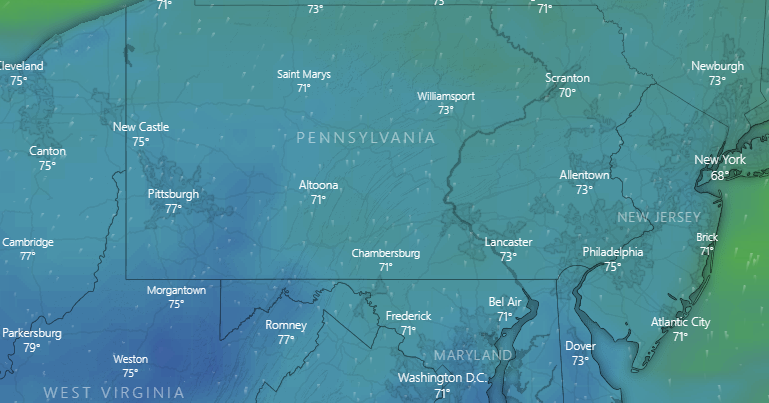 71°
73°
73°
71°
Cleveland
75°
Saint Marys
71°
Scranton
70°
Newburgh
73°
Williamsport
73°
New Castle
75°
PENNSYLVANIA
Canton
75°
New York
68°
Allentown
73°
Altoona
71°
Pittsburgh
77°
NEW JERSEY
Cambridge
77°
Chambersburg
71°
Lancaster
73°
Philadelphia
75°
Brick
71°
Morgantown
75°
Bel Air
71°
Romney
77°
Frederick
71°
Atlantic City
71°
Parkersburg
79°
Weston
75°
MARYLAND
Dover
73°
Washington D.C.
71°
WEST VIRGINIA